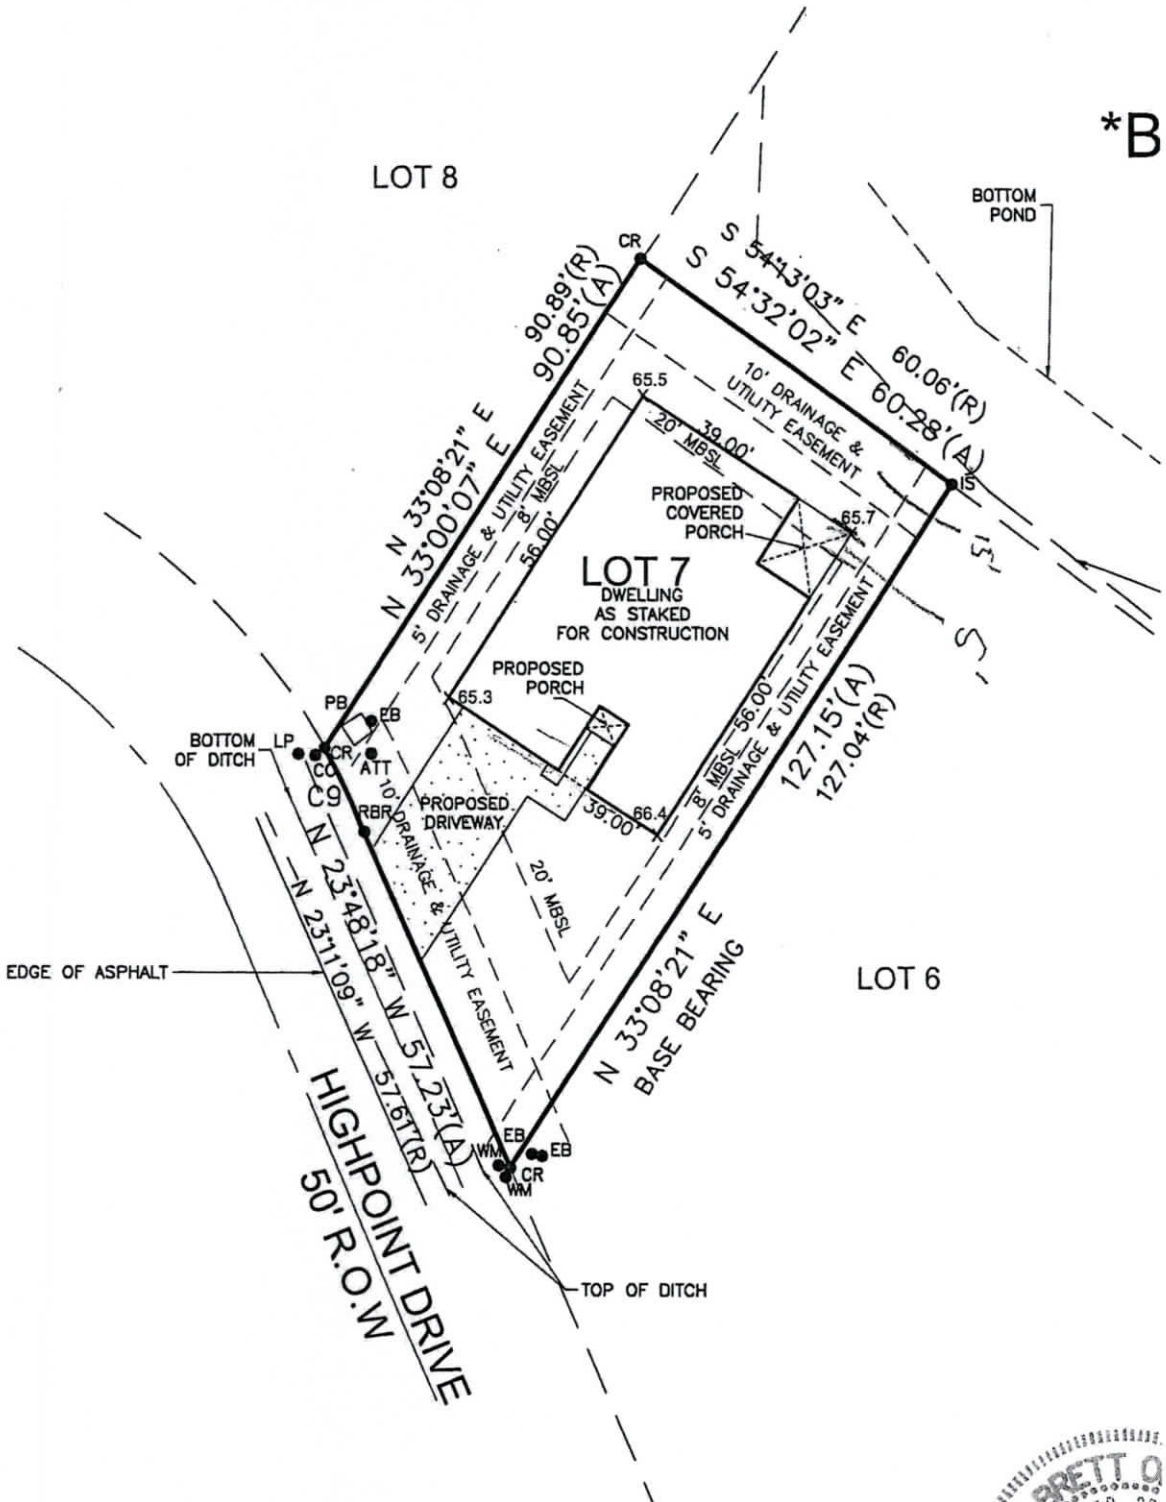 *B
LOT 8
BOTTOM
POND
CR
S 54°13'03" E 60.06'(R)
S 54°32'02" E 60.28'(A)
90.89'(R)
90.85'(A)
N 33°08'21" E
N 33°00'07" E
10' DRAINAGE &
UTILITY EASEMENT
65.5
39.00'
20' MBSL
5' DRAINAGE & UTILITY EASEMENT
8' MBSL
56.00'
PROPOSED
COVERED
PORCH
65.7
IS
15'
5'
LOT 7
DWELLING
AS STAKED
FOR CONSTRUCTION
PROPOSED
PORCH
65.3
56.00'
8' MBSL
5' DRAINAGE & UTILITY EASEMENT
127.15'(A)
127.04'(R)
PB
EB
BOTTOM
OF DITCH
LP
CO
CR
ATT
C9
RBR
PROPOSED
DRIVEWAY
39.00'
66.4
10' DRAINAGE & UTILITY EASEMENT
20' MBSL
N 23°48'18" W 57.23'(A)
N 23°11'09" W 57.61'(R)
EDGE OF ASPHALT
LOT 6
N 33°08'21" E
BASE BEARING
HIGHPOINT DRIVE
50' R.O.W
EB
EB
WM
CR
WM
TOP OF DITCH
BRETT O